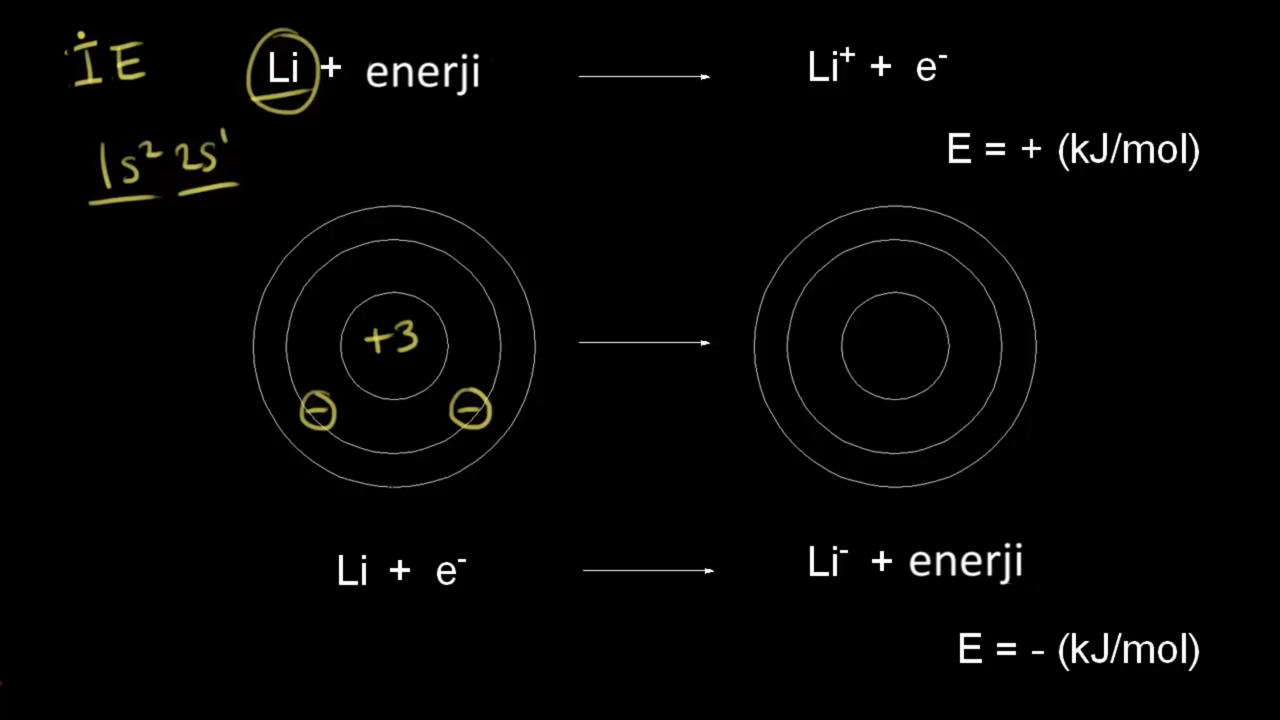 İE Li + enerji → Li⁺ + e⁻
E = + (kJ/mol)
1s² 2s¹
+3
-
-
Li + e⁻ → Li⁻ + enerji
E = - (kJ/mol)